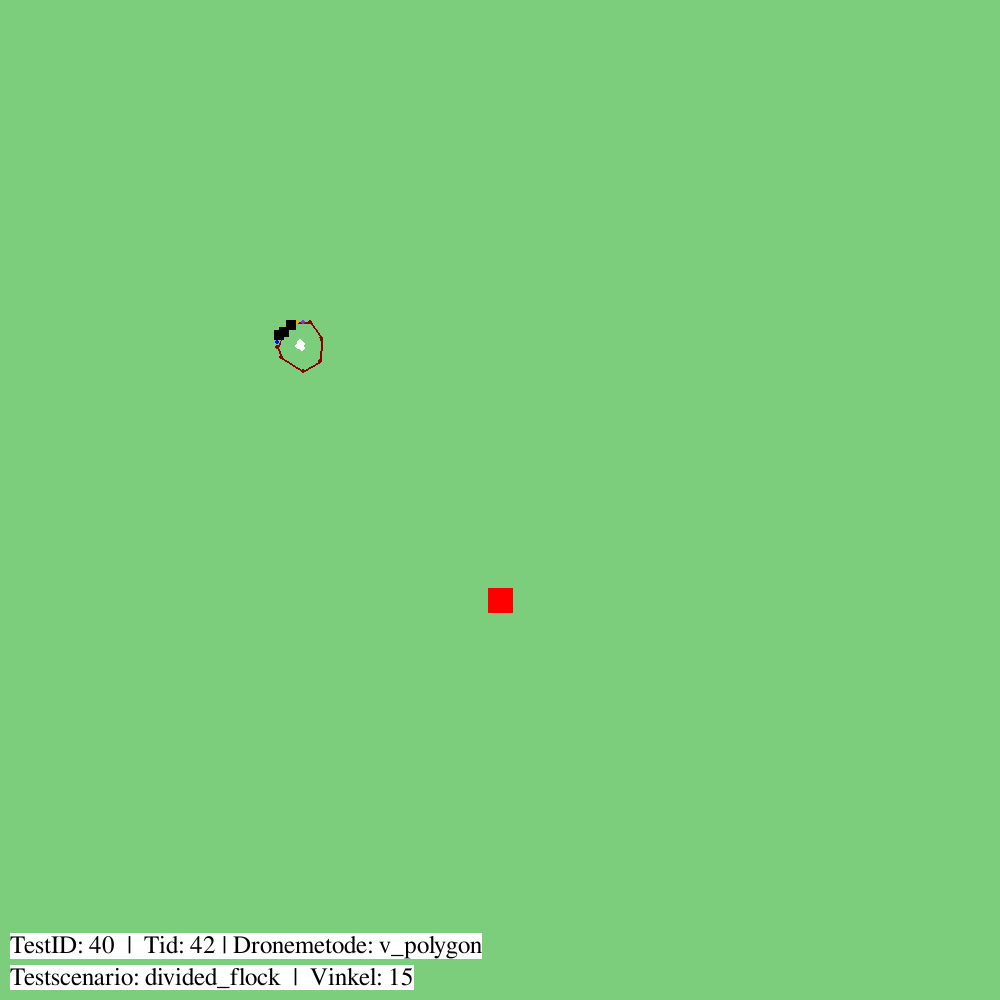 TestID: 40 | Tid: 42 | Dronemetode: v_polygon
Testscenario: divided_flock | Vinkel: 15